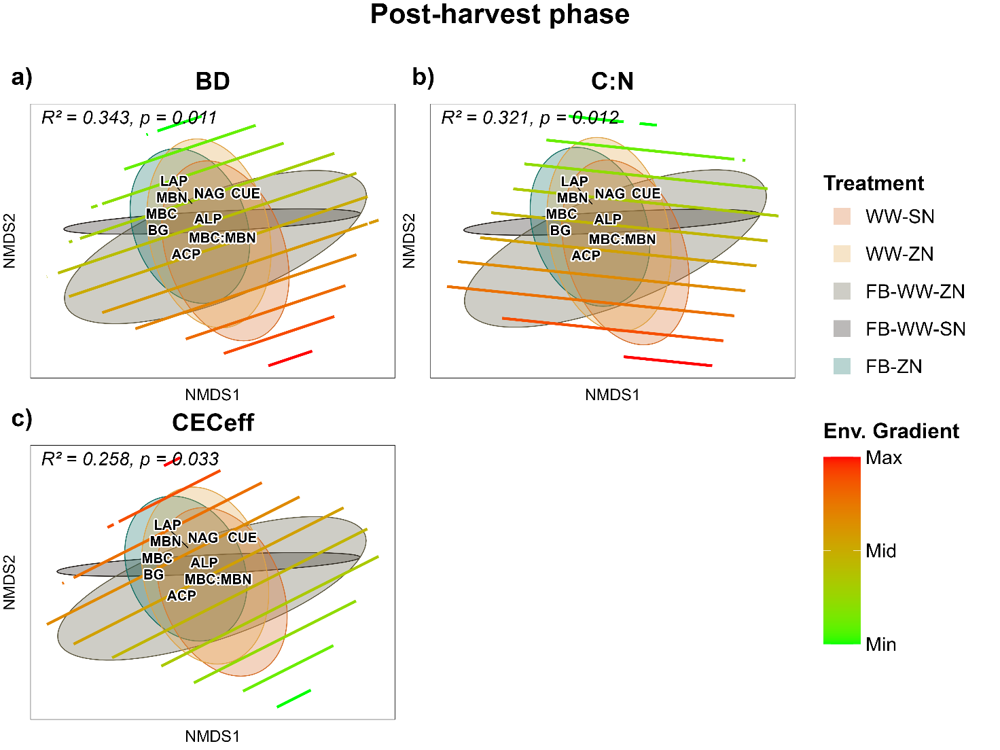 Post-harvest phase
a)
BD
R² = 0.343, p = 0.011
LAP
MBN
NAG
CUE
MBC
ALP
BG
MBC:MBN
ACP
NMDS2
NMDS1
b)
C:N
R² = 0.321, p = 0.012
LAP
MBN
NAG
CUE
MBC
ALP
BG
MBC:MBN
ACP
NMDS2
NMDS1
c)
CECeff
R² = 0.258, p = 0.033
LAP
MBN
NAG
CUE
MBC
ALP
BG
MBC:MBN
ACP
NMDS2
NMDS1
Treatment
WW-SN
WW-ZN
FB-WW-ZN
FB-WW-SN
FB-ZN
Env. Gradient
Max
Mid
Min